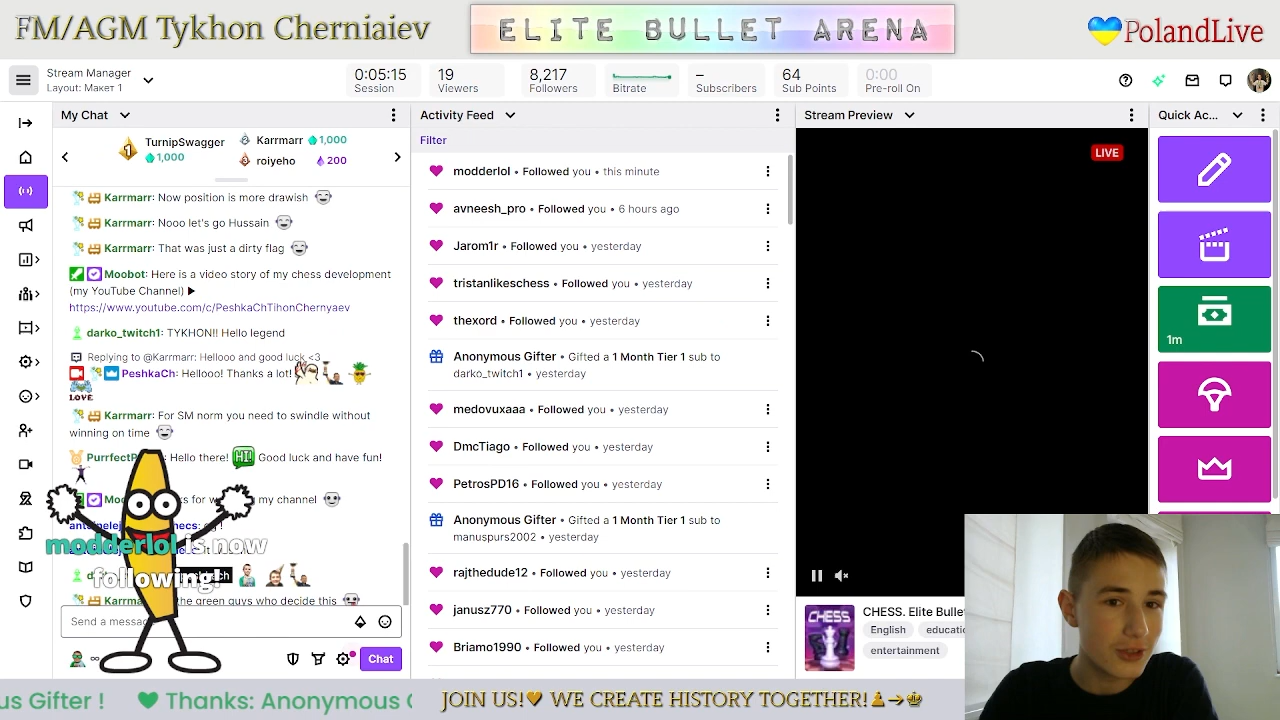 FM/AGM Tykhon Cherniaiev
ELITE BULLET ARENA
PolandLive
Stream Manager
Layout: Макет 1
0:05:15
Session
19
Viewers
8,217
Followers
Bitrate
–
Subscribers
64
Sub Points
0:00
Pre-roll On
My Chat
1
TurnipSwagger
1,000
2
Karrmarr
1,000
3
roiyeho
200
Karrmarr: Now position is more drawish
Karrmarr: Nooo let's go Hussain
Karrmarr: That was just a dirty flag
Moobot: Here is a video story of my chess development
(my YouTube Channel)
https://www.youtube.com/c/PeshkaChTihonChernyaev
darko_twitch1: TYKHON!! Hello legend
Replying to @Karrmarr: Hellooo and good luck <3
PeshkaCh: Hellooo! Thanks a lot!
LOVE
Karrmarr: For SM norm you need to swindle without
winning on time
Hello there! HI! Good luck and have fun!
my channel
modderlol is now
following!
the green guys who decide this
Chat
Activity Feed
Filter
modderlol • Followed you • this minute
avneesh_pro • Followed you • 6 hours ago
Jarom1r • Followed you • yesterday
tristanlikeschess • Followed you • yesterday
thexord • Followed you • yesterday
Anonymous Gifter • Gifted a 1 Month Tier 1 sub to
darko_twitch1 • yesterday
medovuxaaa • Followed you • yesterday
DmcTiago • Followed you • yesterday
PetrosPD16 • Followed you • yesterday
Anonymous Gifter • Gifted a 1 Month Tier 1 sub to
manuspurs2002 • yesterday
rajthedude12 • Followed you • yesterday
janusz770 • Followed you • yesterday
Briamo1990 • Followed you • yesterday
Stream Preview
LIVE
CHESS
CHESS. Elite Bullet
English
entertainment
Quick Ac...
1m
us Gifter !
Thanks: Anonymous
JOIN US! WE CREATE HISTORY TOGETHER!